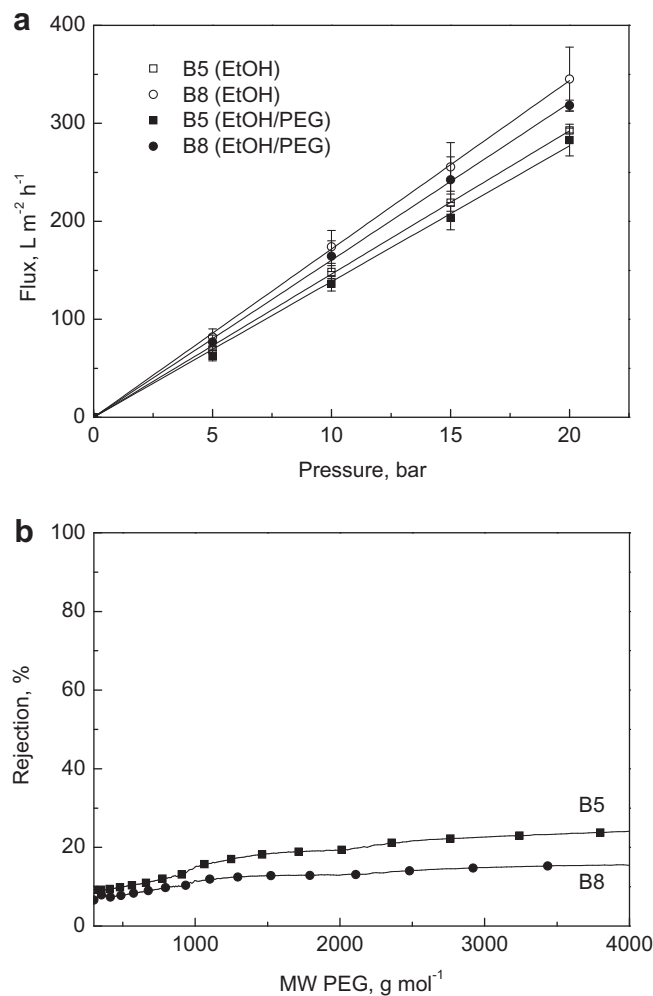 a
400
300
200
100
0
Flux, L m⁻² h⁻¹
B5 (EtOH)
B8 (EtOH)
B5 (EtOH/PEG)
B8 (EtOH/PEG)
0 5 10 15 20
Pressure, bar
b
100
80
60
40
20
0
Rejection, %
B5
B8
1000 2000 3000 4000
MW PEG, g mol⁻¹